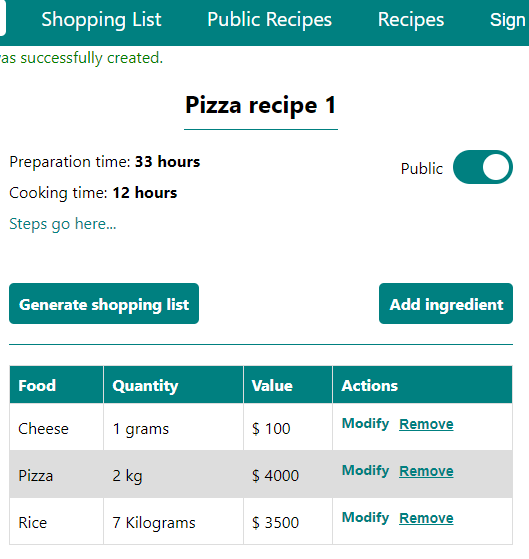 Shopping List Public Recipes Recipes Sign
was successfully created.
Pizza recipe 1
Preparation time: 33 hours
Public
Cooking time: 12 hours
Steps go here...
Generate shopping list Add ingredient
Food Quantity Value Actions
Cheese 1 grams $ 100 Modify Remove
Pizza 2 kg $ 4000 Modify Remove
Rice 7 Kilograms $ 3500 Modify Remove